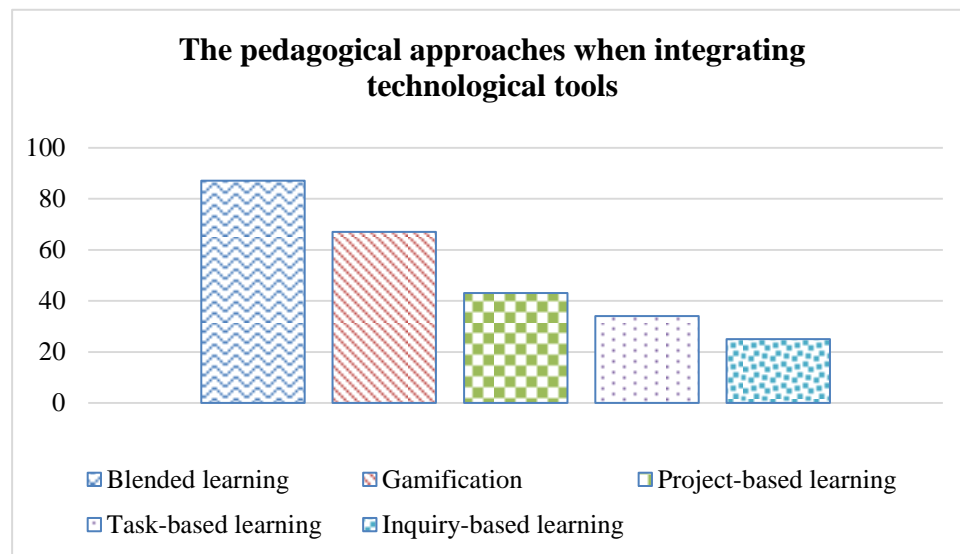 The pedagogical approaches when integrating
technological tools
100
80
60
40
20
0
Blended learning Gamification Project-based learning
Task-based learning Inquiry-based learning